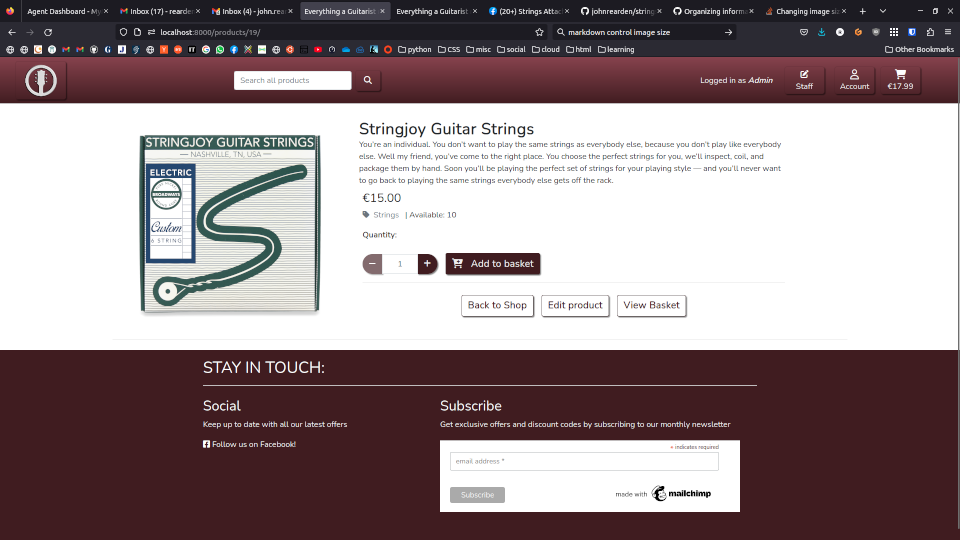 Agent Dashboard - My
Inbox (17) - rearden
Inbox (4) - john.rear
Everything a Guitarist
Everything a Guitarist
(20+) Strings Attach
johnrearden/string
Organizing informa
Changing image siz
localhost:8000/products/19/
markdown control image size
python
CSS
misc
social
cloud
html
learning
Other Bookmarks
Search all products
Logged in as Admin
Staff
Account
€17.99
STRINGJOY GUITAR STRINGS
— NASHVILLE, TN, USA —
ELECTRIC
BROADWAYS
Custom
6 STRING
Stringjoy Guitar Strings
You're an individual. You don't want to play the same strings as everybody else, because you don't play like everybody
else. Well my friend, you've come to the right place. You choose the perfect strings for you, we'll inspect, coil, and
package them by hand. Soon you'll be playing the perfect set of strings for your playing style — and you'll never want
to go back to playing the same strings everybody else gets off the rack.
€15.00
Strings | Available: 10
Quantity:
− 1 +
Add to basket
Back to Shop
Edit product
View Basket
STAY IN TOUCH:
Social
Keep up to date with all our latest offers
Follow us on Facebook!
Subscribe
Get exclusive offers and discount codes by subscribing to our monthly newsletter
* indicates required
email address *
Subscribe
made with mailchimp